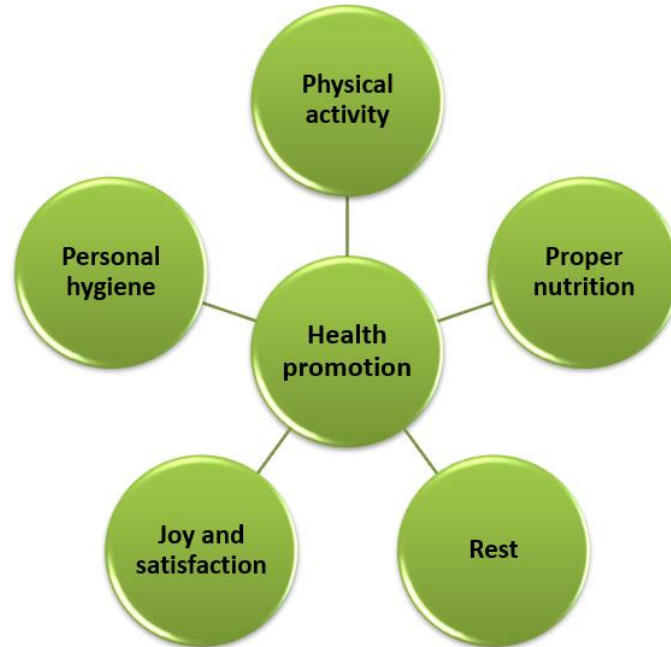 Physical
activity
Personal
hygiene
Proper
nutrition
Health
promotion
Joy and
satisfaction
Rest